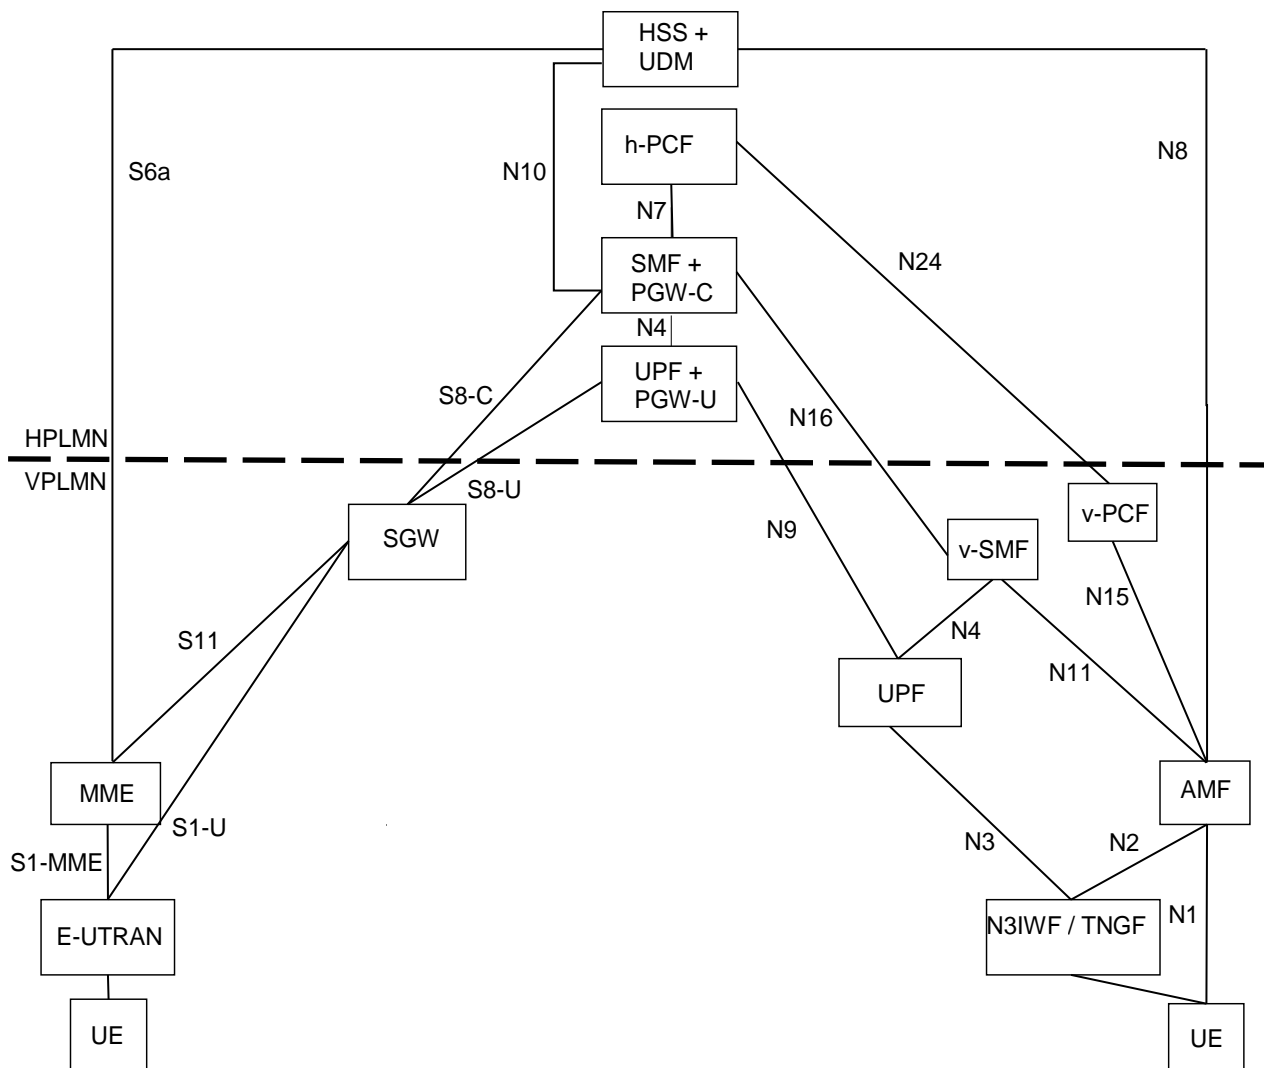 HSS +
UDM
h-PCF
S6a
N10
N8
N7
SMF +
PGW-C
N24
N4
UPF +
PGW-U
S8-C
N16
HPLMN
VPLMN
S8-U
SGW
N9
v-PCF
v-SMF
N15
S11
N4
N11
UPF
MME
AMF
S1-U
S1-MME
N3
N2
N1
E-UTRAN
N3IWF / TNGF
UE
UE